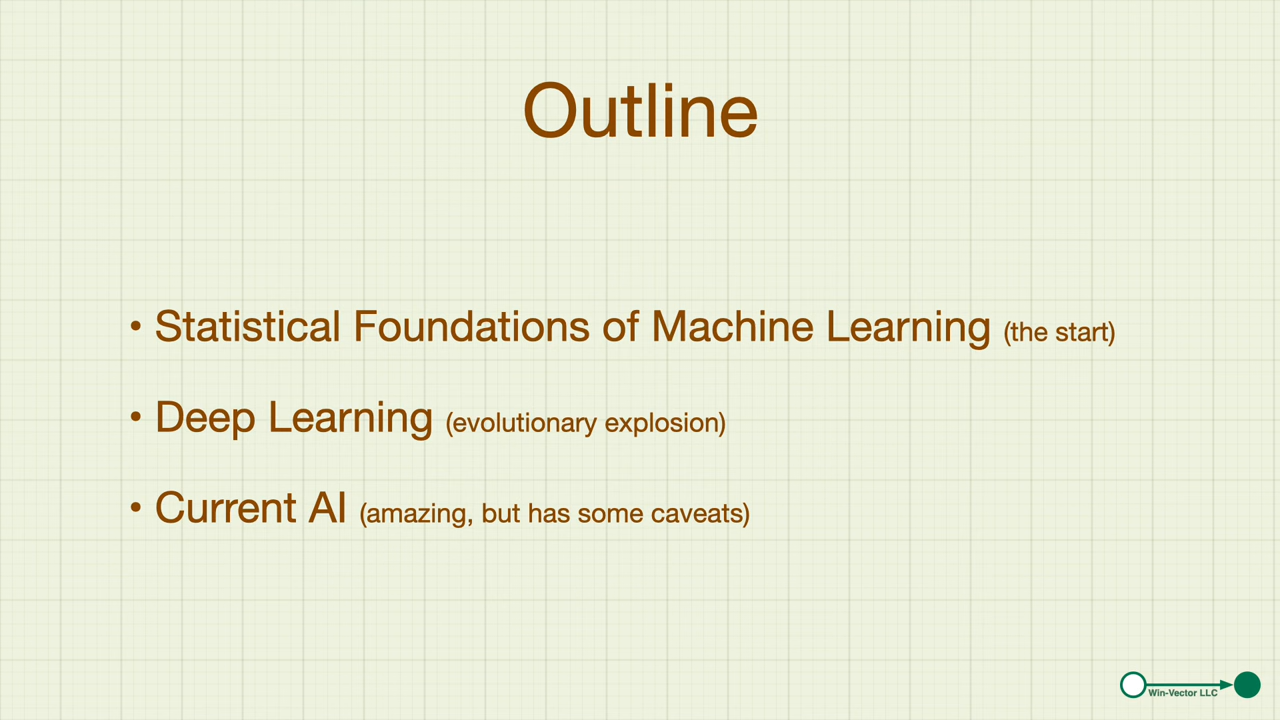 Outline
• Statistical Foundations of Machine Learning (the start)
• Deep Learning (evolutionary explosion)
• Current AI (amazing, but has some caveats)
Win-Vector LLC